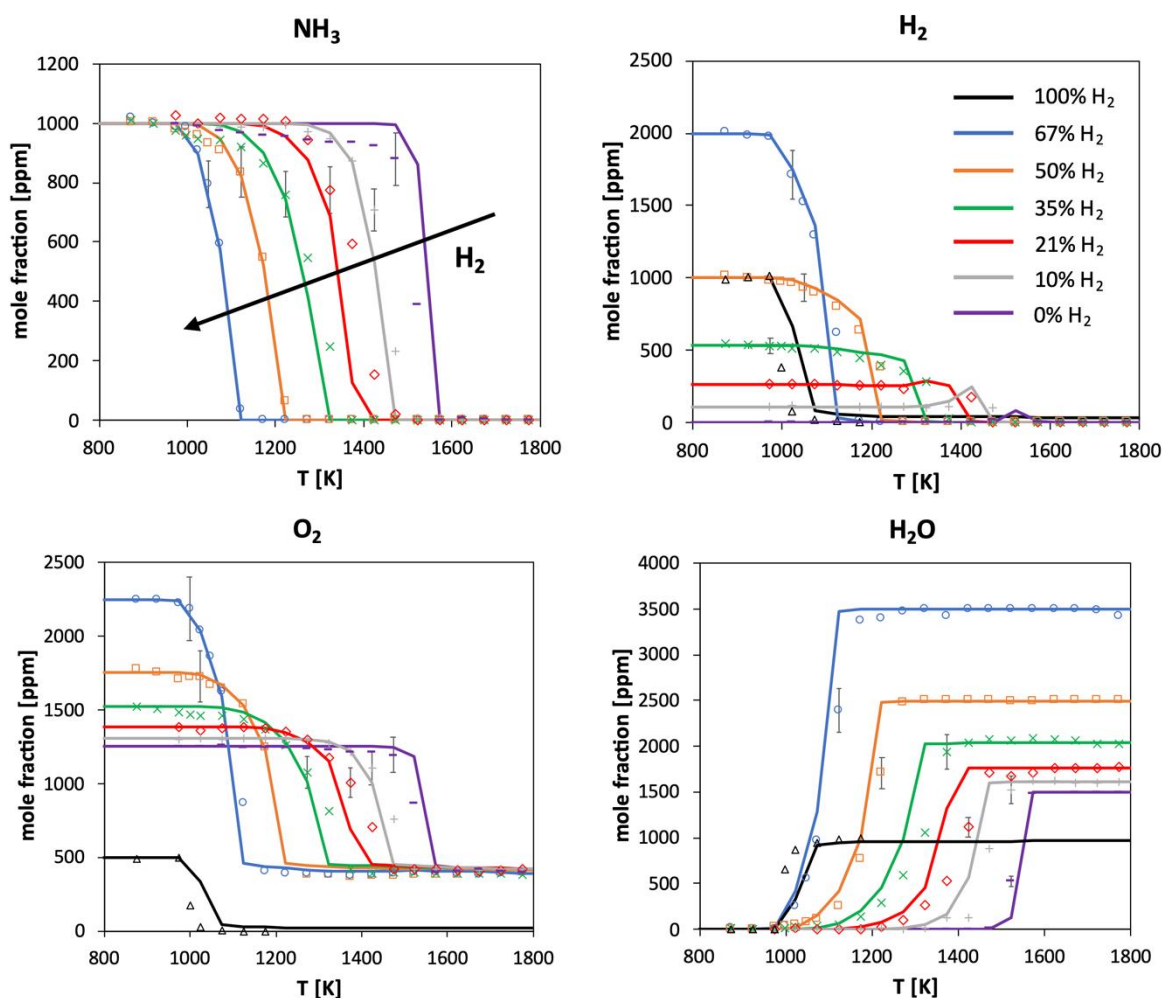 NH₃
mole fraction [ppm]
1200
1000
800
600
400
200
0
H₂
800 1000 1200 1400 1600 1800
T [K]
H₂
mole fraction [ppm]
2500
2000
1500
1000
500
0
100% H₂
67% H₂
50% H₂
35% H₂
21% H₂
10% H₂
0% H₂
800 1000 1200 1400 1600 1800
T [K]
O₂
mole fraction [ppm]
2500
2000
1500
1000
500
0
800 1000 1200 1400 1600 1800
T [K]
H₂O
mole fraction [ppm]
4000
3500
3000
2500
2000
1500
1000
500
0
800 1000 1200 1400 1600 1800
T [K]